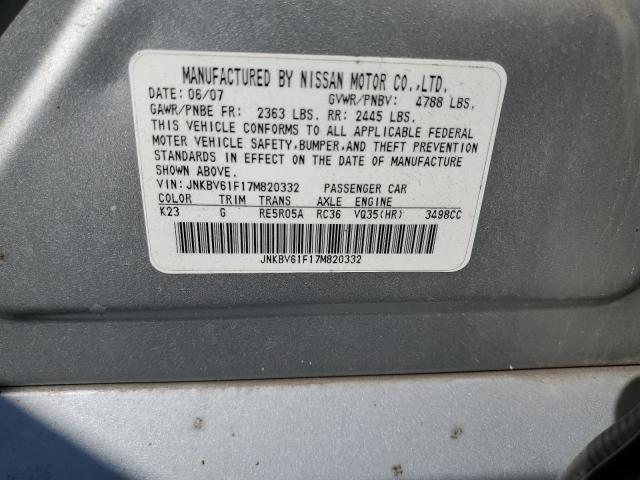 MANUFACTURED BY NISSAN MOTOR CO.,LTD.
DATE: 06/07 GVWR/PNBV: 4788 LBS.
GAWR/PNBE FR: 2363 LBS. RR: 2445 LBS.
THIS VEHICLE CONFORMS TO ALL APPLICABLE FEDERAL
MOTOR VEHICLE SAFETY,BUMPER,AND THEFT PREVENTION
STANDARDS IN EFFECT ON THE DATE OF MANUFACTURE
SHOWN ABOVE.
VIN: JNKBV61F17M820332 PASSENGER CAR
COLOR TRIM TRANS AXLE ENGINE
K23 G RE5R05A RC36 VQ35(HR) 3498CC
JNKBV61F17M820332